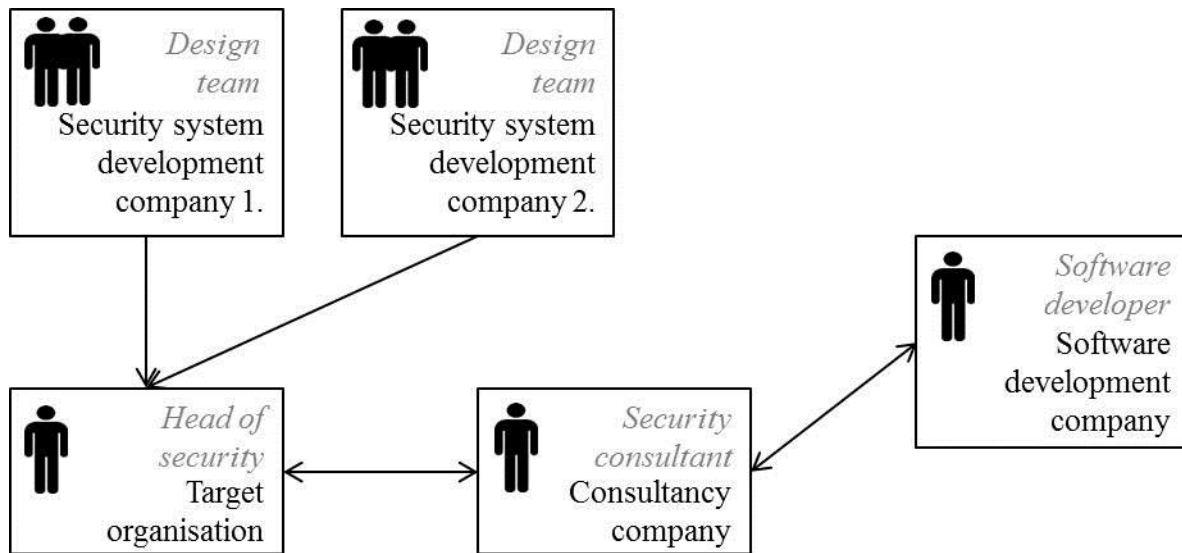 Design
team
Security system
development
company 1.
Design
team
Security system
development
company 2.
Software
developer
Software
development
company
Head of
security
Target
organisation
Security
consultant
Consultancy
company